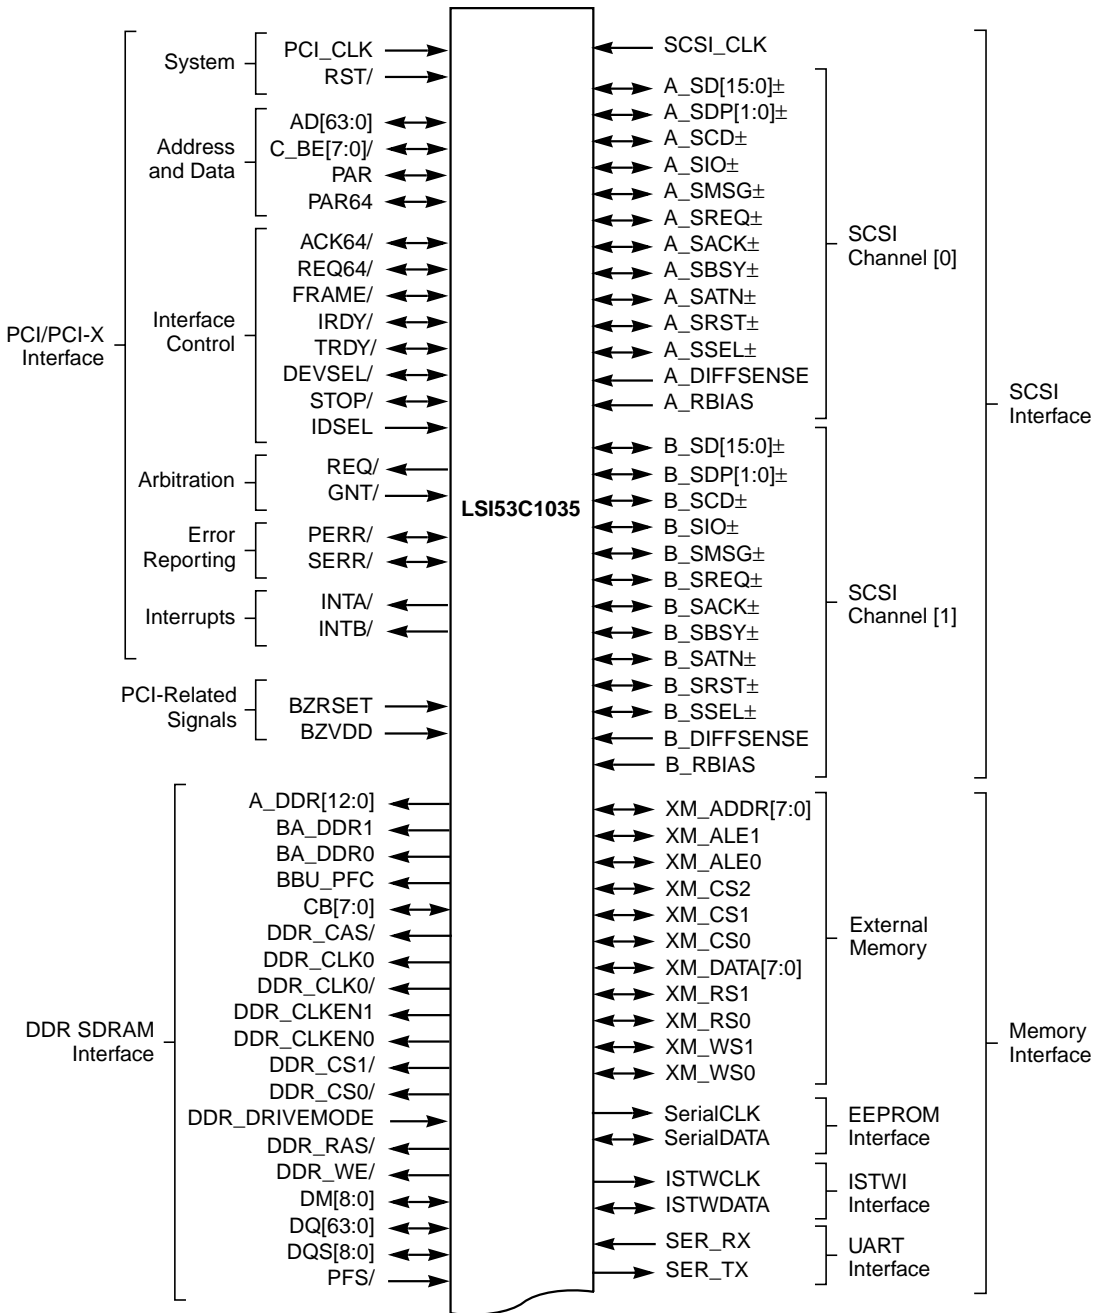 PCI/PCI-X
Interface
System
PCI_CLK
RST/
Address
and Data
AD[63:0]
C_BE[7:0]/
PAR
PAR64
Interface
Control
ACK64/
REQ64/
FRAME/
IRDY/
TRDY/
DEVSEL/
STOP/
IDSEL
Arbitration
REQ/
GNT/
Error
Reporting
PERR/
SERR/
Interrupts
INTA/
INTB/
PCI-Related
Signals
BZRSET
BZVDD
DDR SDRAM
Interface
A_DDR[12:0]
BA_DDR1
BA_DDR0
BBU_PFC
CB[7:0]
DDR_CAS/
DDR_CLK0
DDR_CLK0/
DDR_CLKEN1
DDR_CLKEN0
DDR_CS1/
DDR_CS0/
DDR_DRIVEMODE
DDR_RAS/
DDR_WE/
DM[8:0]
DQ[63:0]
DQS[8:0]
PFS/
LSI53C1035
SCSI_CLK
A_SD[15:0]±
A_SDP[1:0]±
A_SCD±
A_SIO±
A_SMSG±
A_SREQ±
A_SACK±
A_SBSY±
A_SATN±
A_SRST±
A_SSEL±
A_DIFFSENSE
A_RBIAS
SCSI
Channel [0]
B_SD[15:0]±
B_SDP[1:0]±
B_SCD±
B_SIO±
B_SMSG±
B_SREQ±
B_SACK±
B_SBSY±
B_SATN±
B_SRST±
B_SSEL±
B_DIFFSENSE
B_RBIAS
SCSI
Channel [1]
SCSI
Interface
XM_ADDR[7:0]
XM_ALE1
XM_ALE0
XM_CS2
XM_CS1
XM_CS0
XM_DATA[7:0]
XM_RS1
XM_RS0
XM_WS1
XM_WS0
External
Memory
SerialCLK
SerialDATA
EEPROM
Interface
ISTWCLK
ISTWDATA
ISTWI
Interface
SER_RX
SER_TX
UART
Interface
Memory
Interface